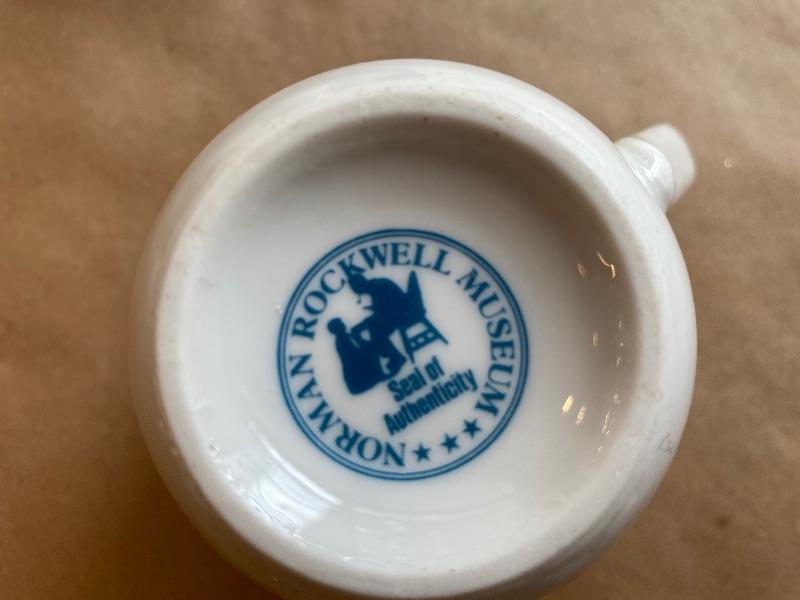 NORMAN ROCKWELL MUSEUM
Seal of
Authenticity